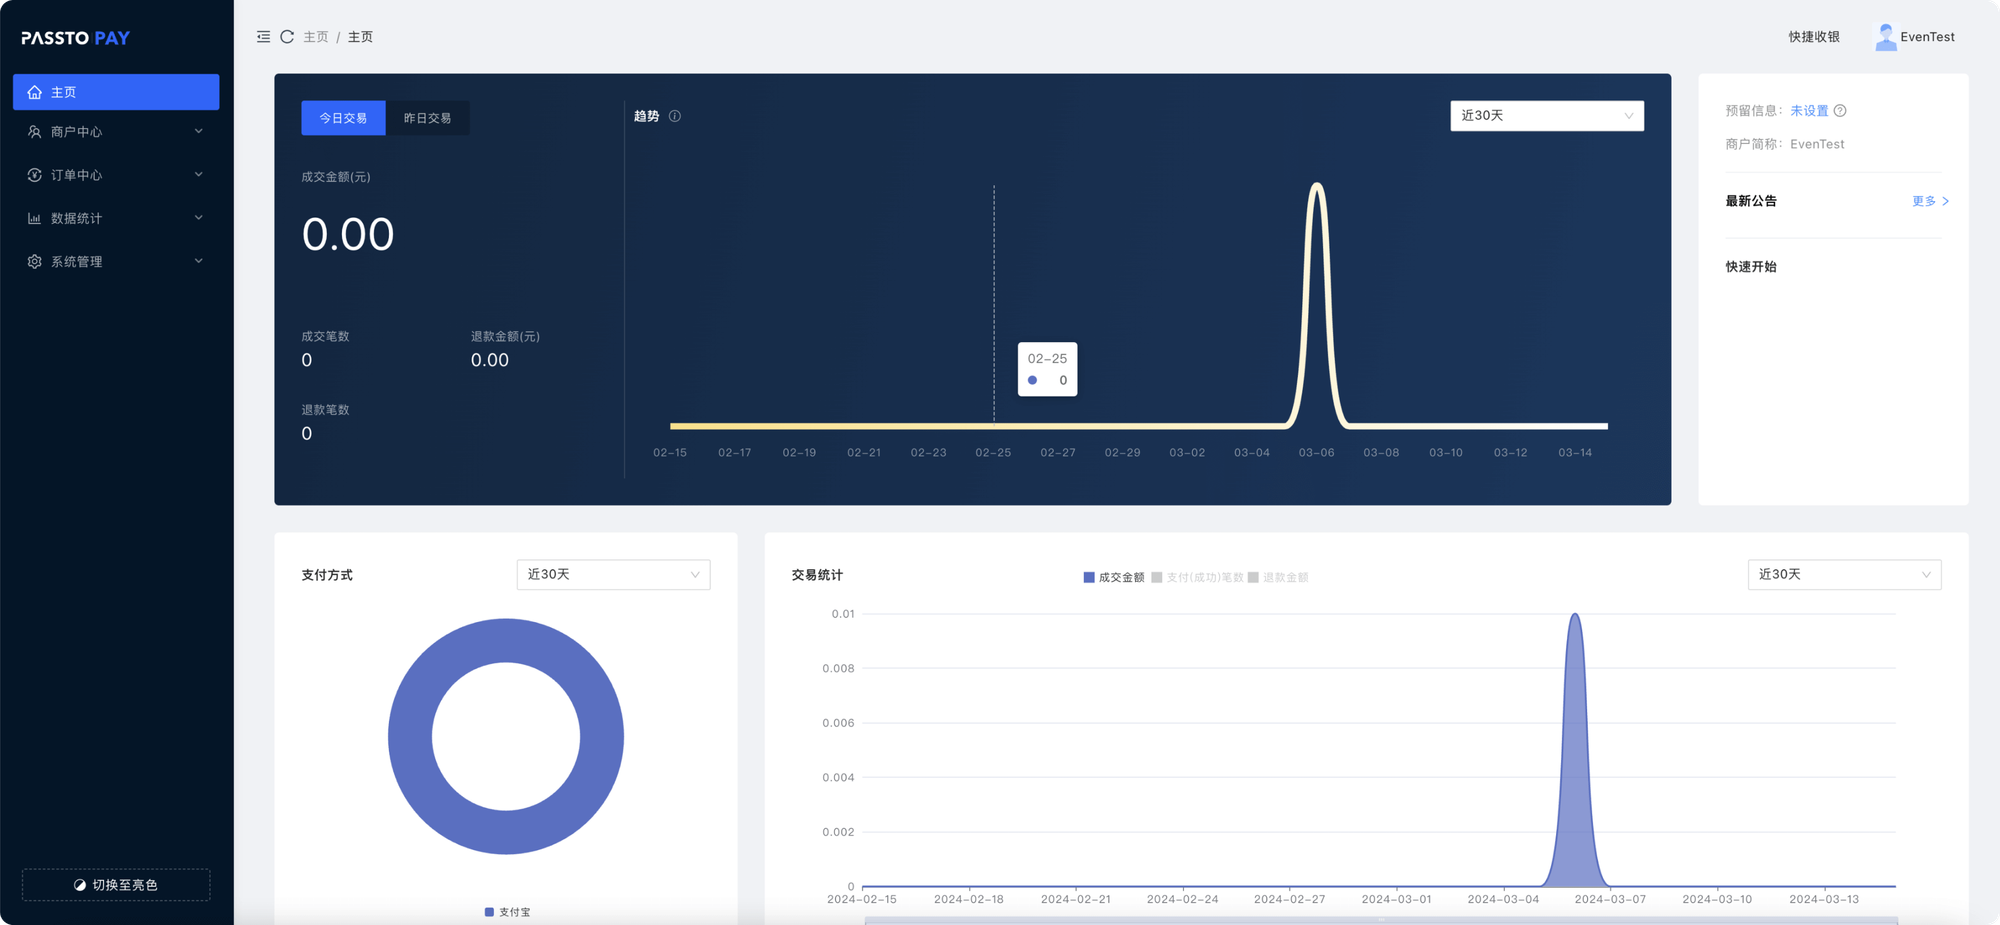 PASSTO PAY
主页
商户中心
订单中心
数据统计
系统管理
切换至亮色
主页 / 主页
快捷收银
EvenTest
今日交易
昨日交易
成交金额(元)
0.00
成交笔数
0
退款金额(元)
0.00
退款笔数
0
趋势
近30天
02-25
0
02-15 02-17 02-19 02-21 02-23 02-25 02-27 02-29 03-02 03-04 03-06 03-08 03-10 03-12 03-14
预留信息：未设置
商户简称：EvenTest
最新公告
更多
快速开始
支付方式
近30天
支付宝
交易统计
成交金额 支付(成功)笔数 退款金额
近30天
0.01
0.008
0.006
0.004
0.002
0
2024-02-15 2024-02-18 2024-02-21 2024-02-24 2024-02-27 2024-03-01 2024-03-04 2024-03-07 2024-03-10 2024-03-13